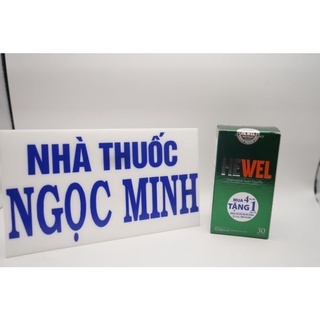 NHÀ THUỐC
NGỌC MINH
HEWEL
MUA 4
TẶNG 1
30